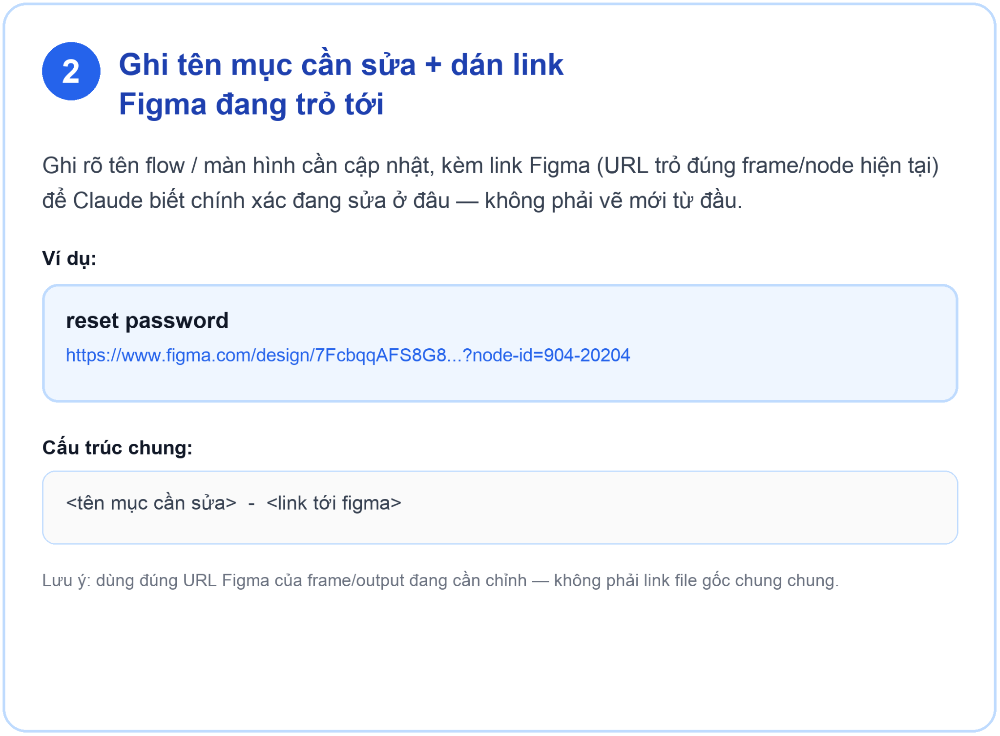 2
Ghi tên mục cần sửa + dán link
Figma đang trỏ tới
Ghi rõ tên flow / màn hình cần cập nhật, kèm link Figma (URL trỏ đúng frame/node hiện tại)
để Claude biết chính xác đang sửa ở đâu — không phải vẽ mới từ đầu.
Ví dụ:
reset password
https://www.figma.com/design/7FcbqqAFS8G8...?node-id=904-20204
Cấu trúc chung:
<tên mục cần sửa>  -  <link tới figma>
Lưu ý: dùng đúng URL Figma của frame/output đang cần chỉnh — không phải link file gốc chung chung.